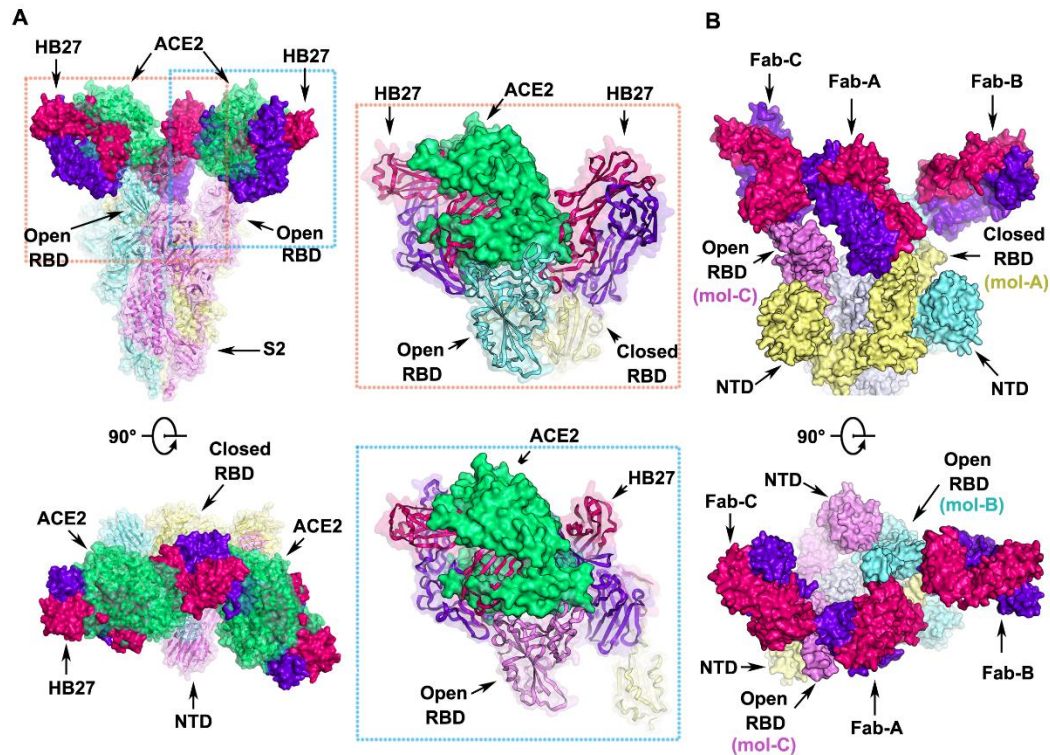 A
HB27
ACE2
HB27
Open
RBD
Open
RBD
S2
90°
Closed
RBD
ACE2
ACE2
HB27
NTD
HB27
ACE2
HB27
Open
RBD
Closed
RBD
ACE2
HB27
Open
RBD
B
Fab-C
Fab-A
Fab-B
Open
RBD
(mol-C)
Closed
RBD
(mol-A)
NTD
NTD
90°
Open
RBD
(mol-B)
NTD
Fab-C
NTD
Open
RBD
(mol-C)
Fab-A
Fab-B